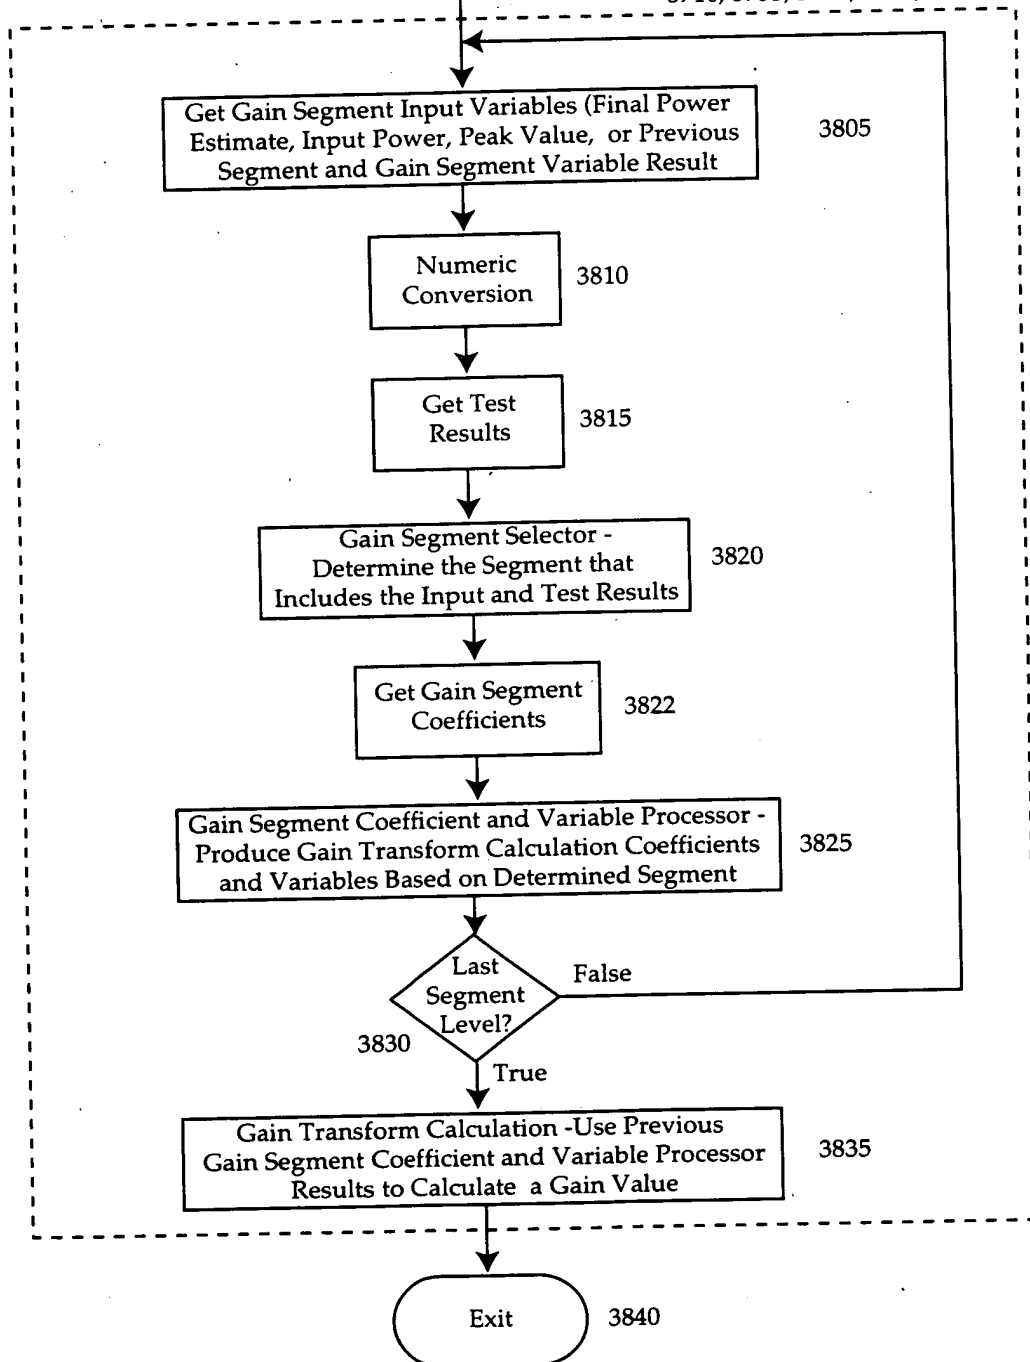 Get Gain Segment Input Variables (Final Power
Estimate, Input Power, Peak Value, or Previous
Segment and Gain Segment Variable Result
3805
Numeric
Conversion
3810
Get Test
Results
3815
Gain Segment Selector -
Determine the Segment that
Includes the Input and Test Results
3820
Get Gain Segment
Coefficients
3822
Gain Segment Coefficient and Variable Processor -
Produce Gain Transform Calculation Coefficients
and Variables Based on Determined Segment
3825
Last
Segment
Level?
False
3830
True
Gain Transform Calculation -Use Previous
Gain Segment Coefficient and Variable Processor
Results to Calculate a Gain Value
3835
Exit
3840